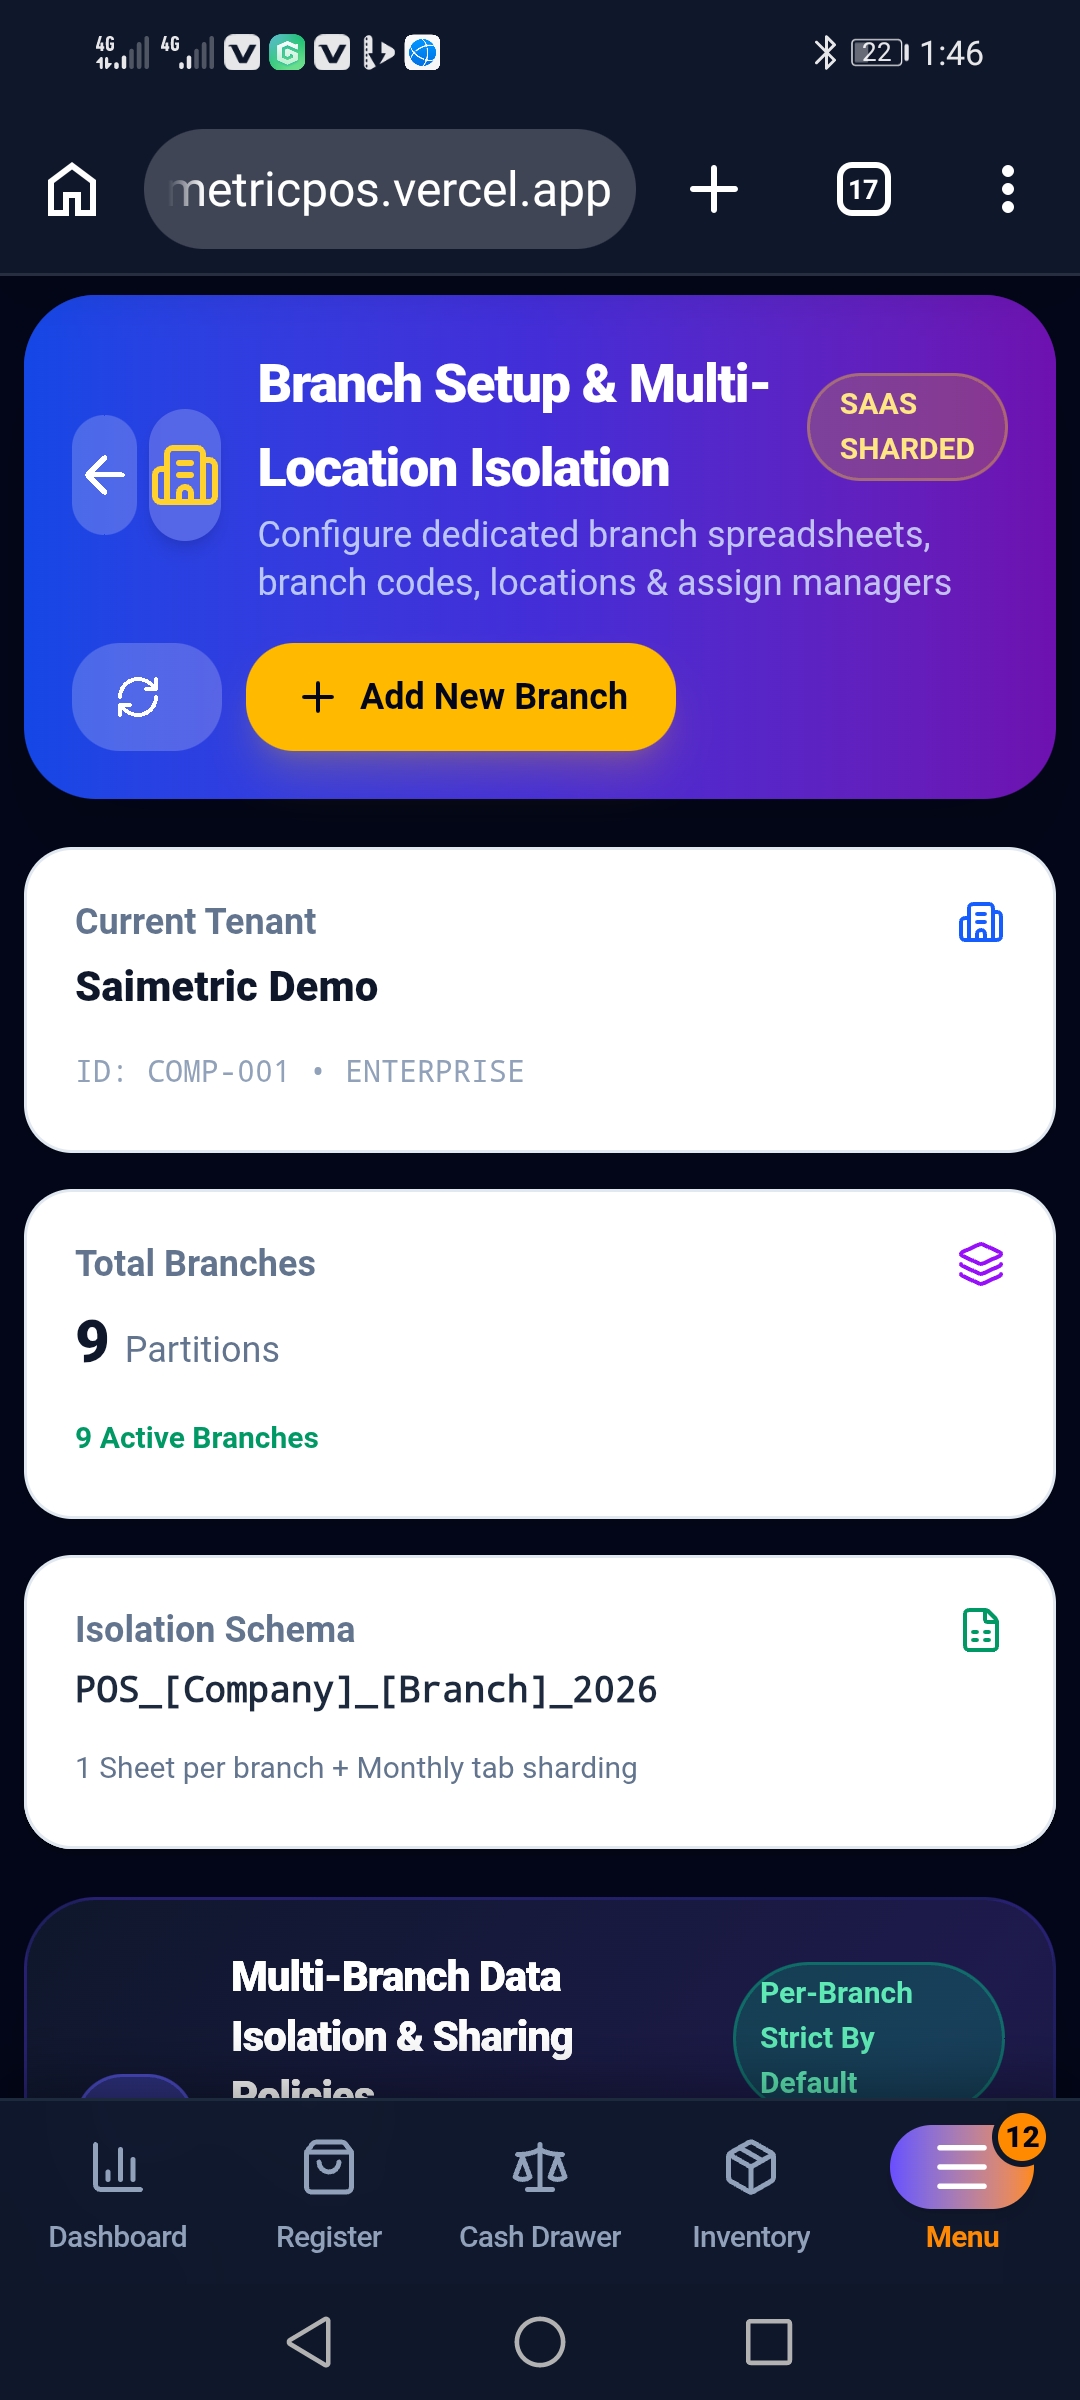 4G 4G 22 1:46
metricpos.vercel.app 17
Branch Setup & Multi-
Location Isolation
SAAS
SHARDED
Configure dedicated branch spreadsheets,
branch codes, locations & assign managers
Add New Branch
Current Tenant
Saimetric Demo
ID: COMP-001 • ENTERPRISE
Total Branches
9 Partitions
9 Active Branches
Isolation Schema
POS_[Company]_[Branch]_2026
1 Sheet per branch + Monthly tab sharding
Multi-Branch Data
Isolation & Sharing
Policies
Per-Branch
Strict By
Default
12
Dashboard Register Cash Drawer Inventory Menu